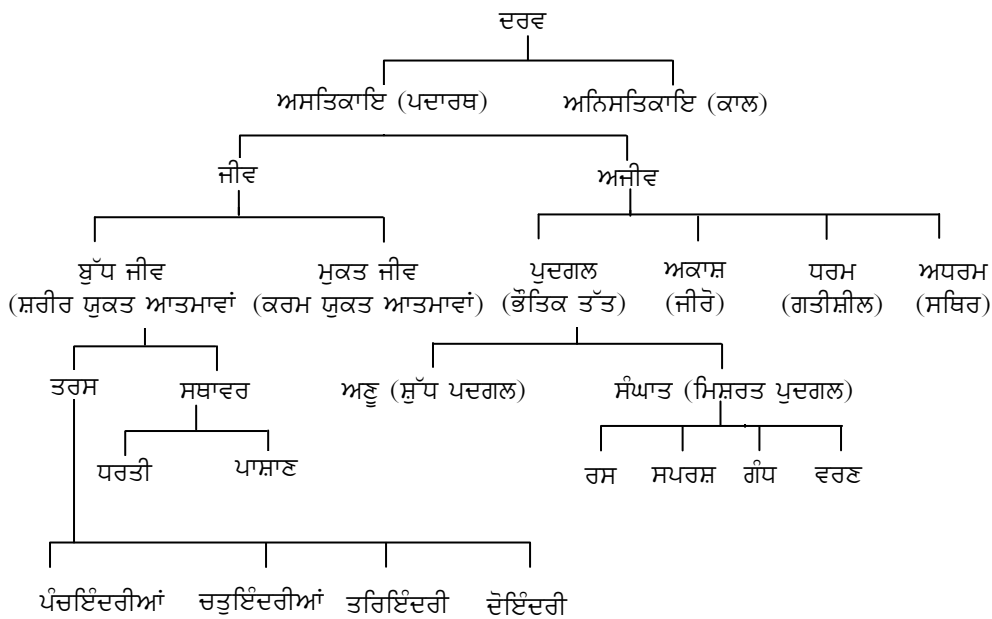 ਦਰਵ
ਅਸਤਿਕਾਇ (ਪਦਾਰਥ) ਅਨਿਸਤਿਕਾਇ (ਕਾਲ)
ਜੀਵ ਅਜੀਵ
ਬੁੱਧ ਜੀਵ ਮੁਕਤ ਜੀਵ ਪੁਦਗਲ ਅਕਾਸ਼ ਧਰਮ ਅਧਰਮ
(ਸ਼ਰੀਰ ਯੁਕਤ ਆਤਮਾਵਾਂ) (ਕਰਮ ਯੁਕਤ ਆਤਮਾਵਾਂ) (ਭੌਤਿਕ ਤੱਤ) (ਜੀਰੋ) (ਗਤੀਸ਼ੀਲ) (ਸਥਿਰ)
ਤਰਸ ਸਥਾਵਰ ਅਣੂ (ਸ਼ੁੱਧ ਪਦਗਲ) ਸੰਘਾਤ (ਮਿਸ਼ਰਤ ਪੁਦਗਲ)
ਧਰਤੀ ਪਾਸ਼ਾਣ ਰਸ ਸਪਰਸ਼ ਗੰਧ ਵਰਣ
ਪੰਚਇੰਦਰੀਆਂ ਚਤੁਇੰਦਰੀਆਂ ਤਰਿਇੰਦਰੀ ਦੋਇੰਦਰੀ